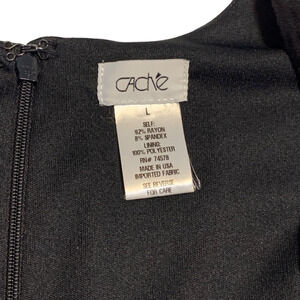 CACHÉ
L
SELF:
92% RAYON
8% SPANDEX
LINING:
100% POLYESTER
RN# 74578
MADE IN USA
IMPORTED FABRIC
SEE REVERSE
FOR CARE